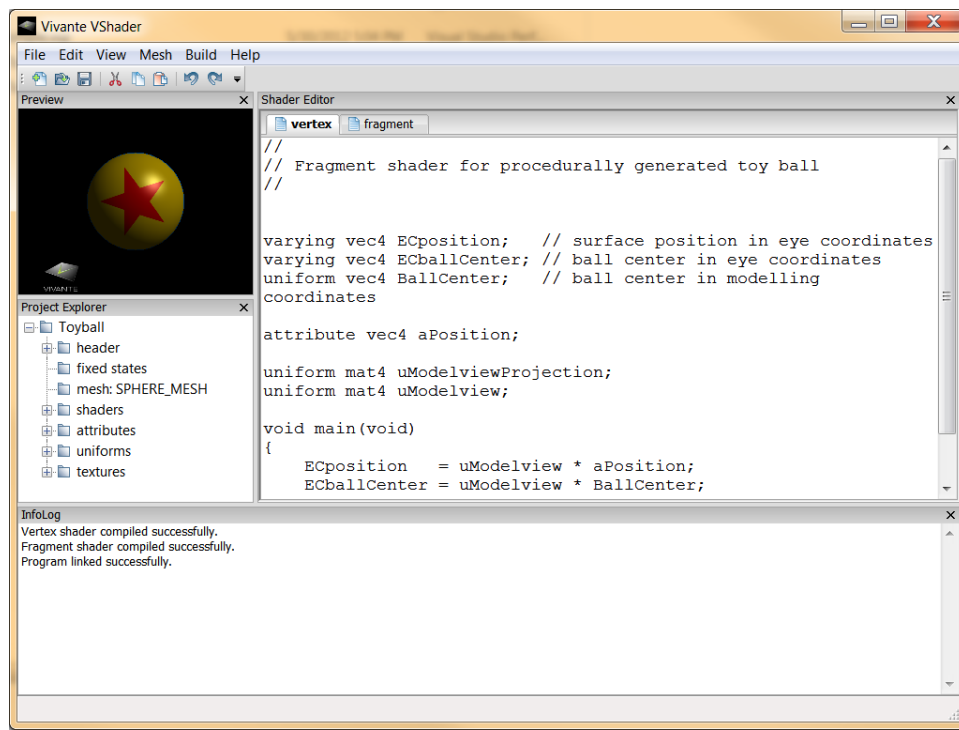 Vivante VShader
File Edit View Mesh Build Help
Preview
Shader Editor
vertex fragment
VIVANTE
//
// Fragment shader for procedurally generated toy ball
//
varying vec4 ECposition; // surface position in eye coordinates
varying vec4 ECballCenter; // ball center in eye coordinates
uniform vec4 BallCenter; // ball center in modelling
coordinates
attribute vec4 aPosition;
uniform mat4 uModelviewProjection;
uniform mat4 uModelview;
void main(void)
{
ECposition = uModelview * aPosition;
ECballCenter = uModelview * BallCenter;
Project Explorer
Toyball
header
fixed states
mesh: SPHERE_MESH
shaders
attributes
uniforms
textures
InfoLog
Vertex shader compiled successfully.
Fragment shader compiled successfully.
Program linked successfully.